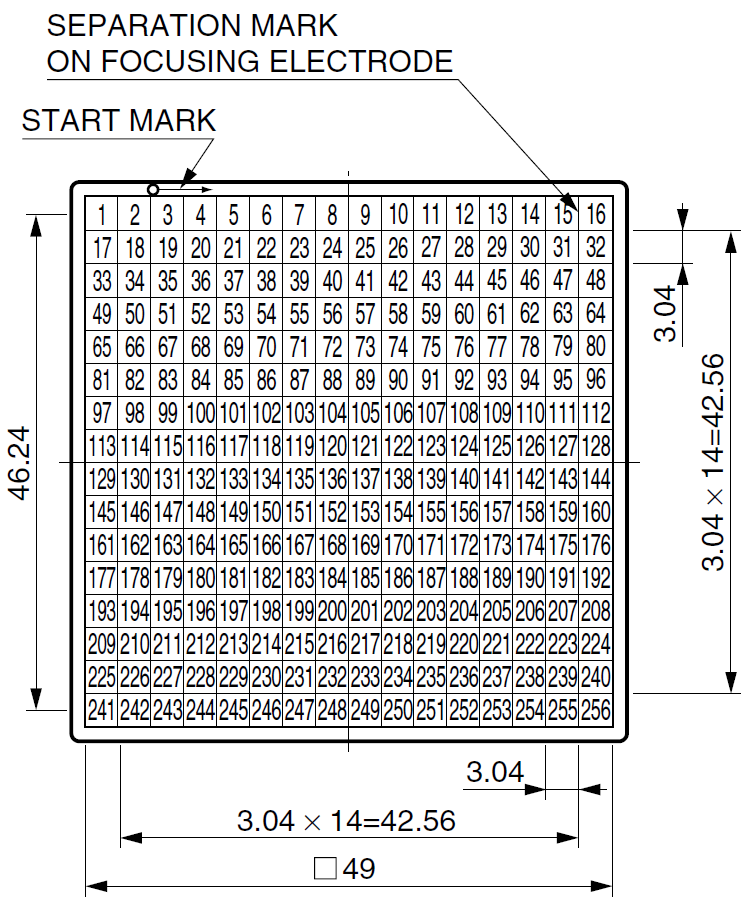 SEPARATION MARK
ON FOCUSING ELECTRODE
START MARK
1 2 3 4 5 6 7 8 9 10 11 12 13 14 15 16
17 18 19 20 21 22 23 24 25 26 27 28 29 30 31 32
33 34 35 36 37 38 39 40 41 42 43 44 45 46 47 48
49 50 51 52 53 54 55 56 57 58 59 60 61 62 63 64
65 66 67 68 69 70 71 72 73 74 75 76 77 78 79 80
81 82 83 84 85 86 87 88 89 90 91 92 93 94 95 96
97 98 99 100 101 102 103 104 105 106 107 108 109 110 111 112
113 114 115 116 117 118 119 120 121 122 123 124 125 126 127 128
129 130 131 132 133 134 135 136 137 138 139 140 141 142 143 144
145 146 147 148 149 150 151 152 153 154 155 156 157 158 159 160
161 162 163 164 165 166 167 168 169 170 171 172 173 174 175 176
177 178 179 180 181 182 183 184 185 186 187 188 189 190 191 192
193 194 195 196 197 198 199 200 201 202 203 204 205 206 207 208
209 210 211 212 213 214 215 216 217 218 219 220 221 222 223 224
225 226 227 228 229 230 231 232 233 234 235 236 237 238 239 240
241 242 243 244 245 246 247 248 249 250 251 252 253 254 255 256
46.24
3.04
3.04 × 14=42.56
3.04
3.04 × 14=42.56
□49